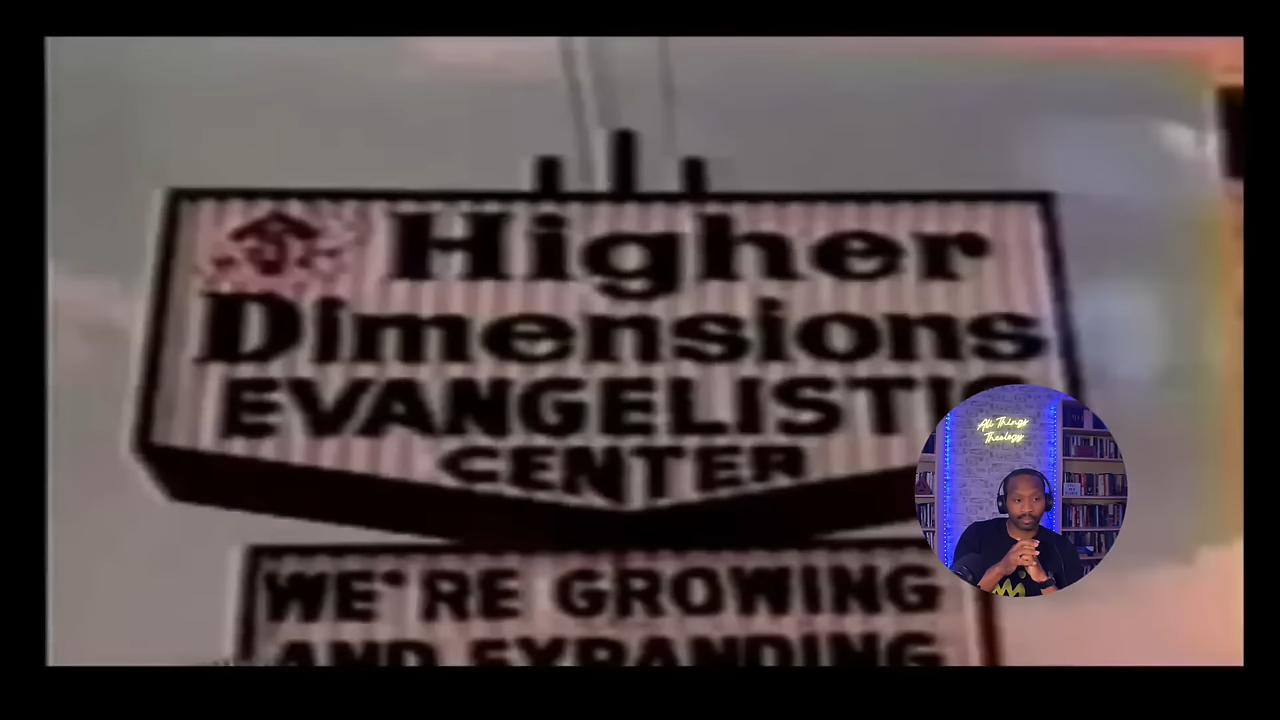 Higher
Dimensions
EVANGELISTIC
CENTER
WE'RE GROWING
AND EXPANDING
All Things
Theology